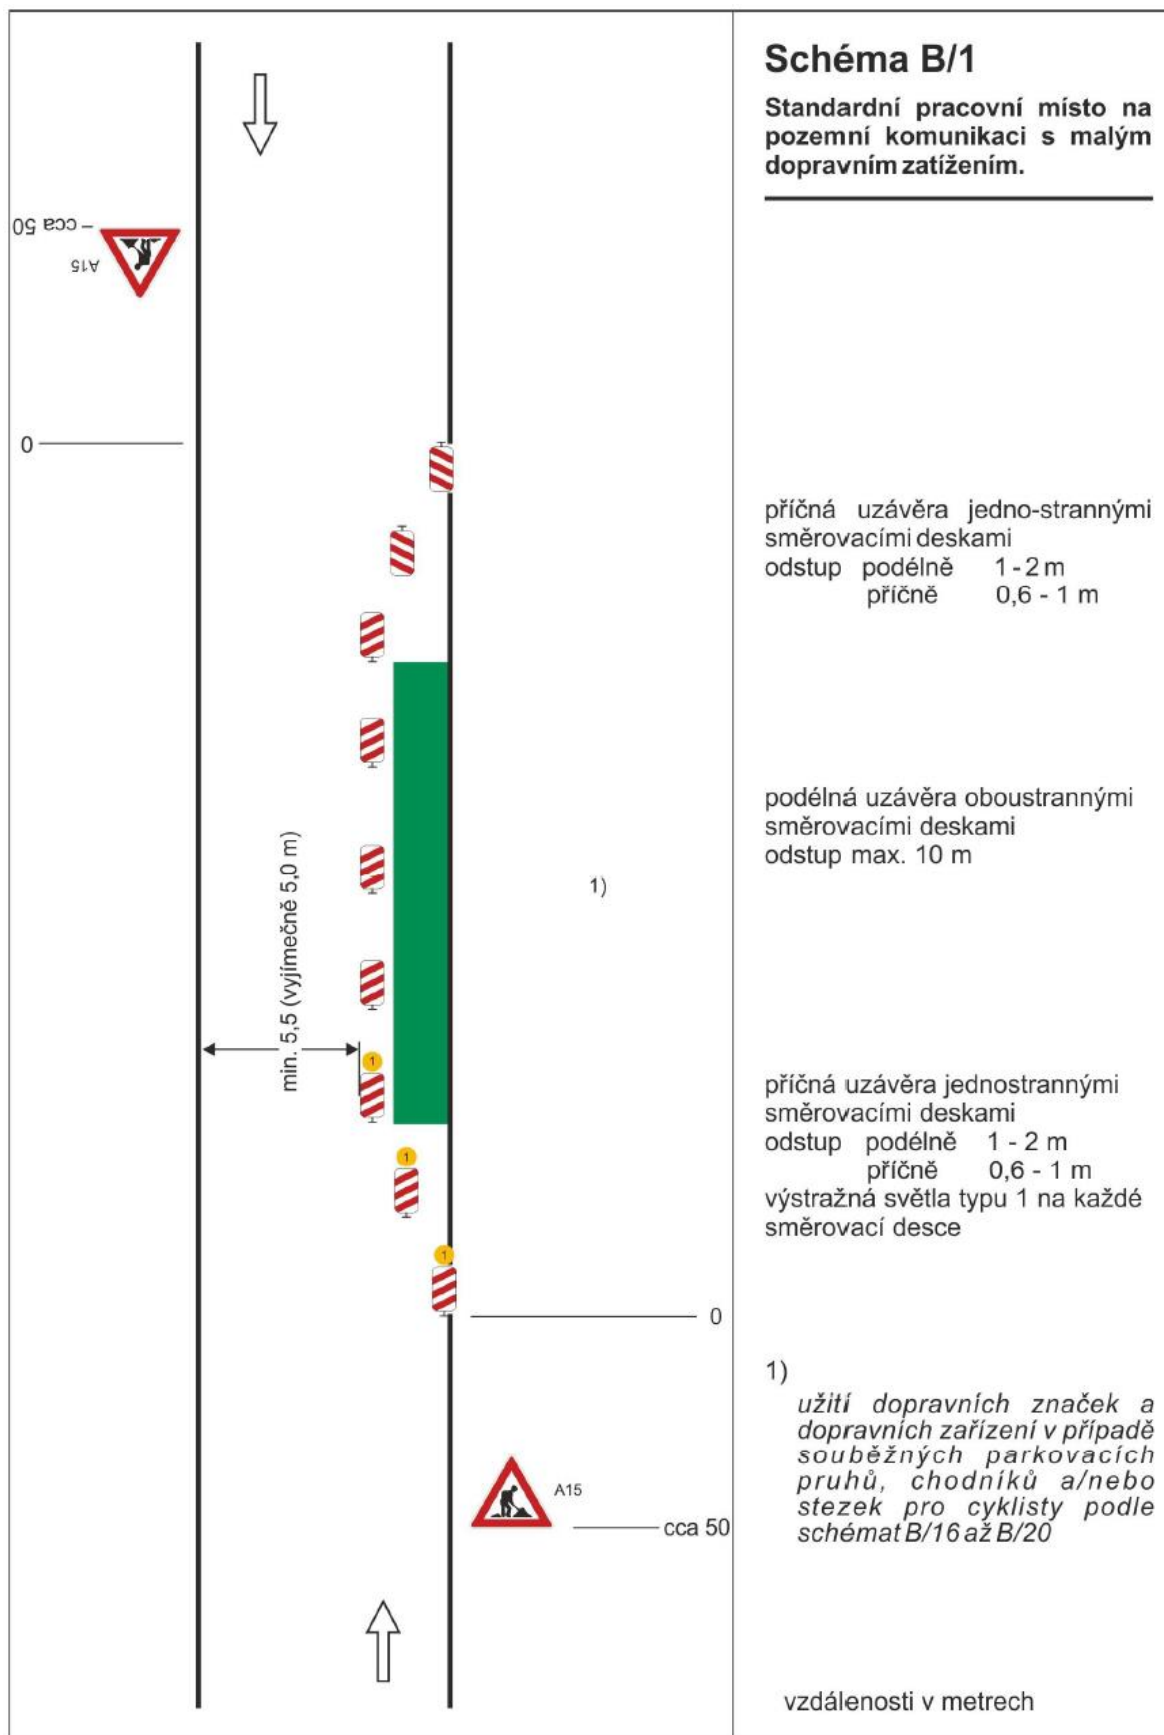 Schéma B/1
Standardní pracovní místo na
pozemní komunikaci s malým
dopravním zatížením.
cca 50
A15
0
příčná uzávěra jedno-strannými
směrovacími deskami
odstup podélně 1 - 2 m
příčně 0,6 - 1 m
podélná uzávěra oboustrannými
směrovacími deskami
odstup max. 10 m
1)
min. 5,5 (vyjímečně 5,0 m)
1
1
1
příčná uzávěra jednostrannými
směrovacími deskami
odstup podélně 1 - 2 m
příčně 0,6 - 1 m
výstražná světla typu 1 na každé
směrovací desce
0
A15
cca 50
1)
užití dopravních značek a
dopravních zařízení v případě
souběžných parkovacích
pruhů, chodníků a/nebo
stezek pro cyklisty podle
schémat B/16 až B/20
vzdálenosti v metrech